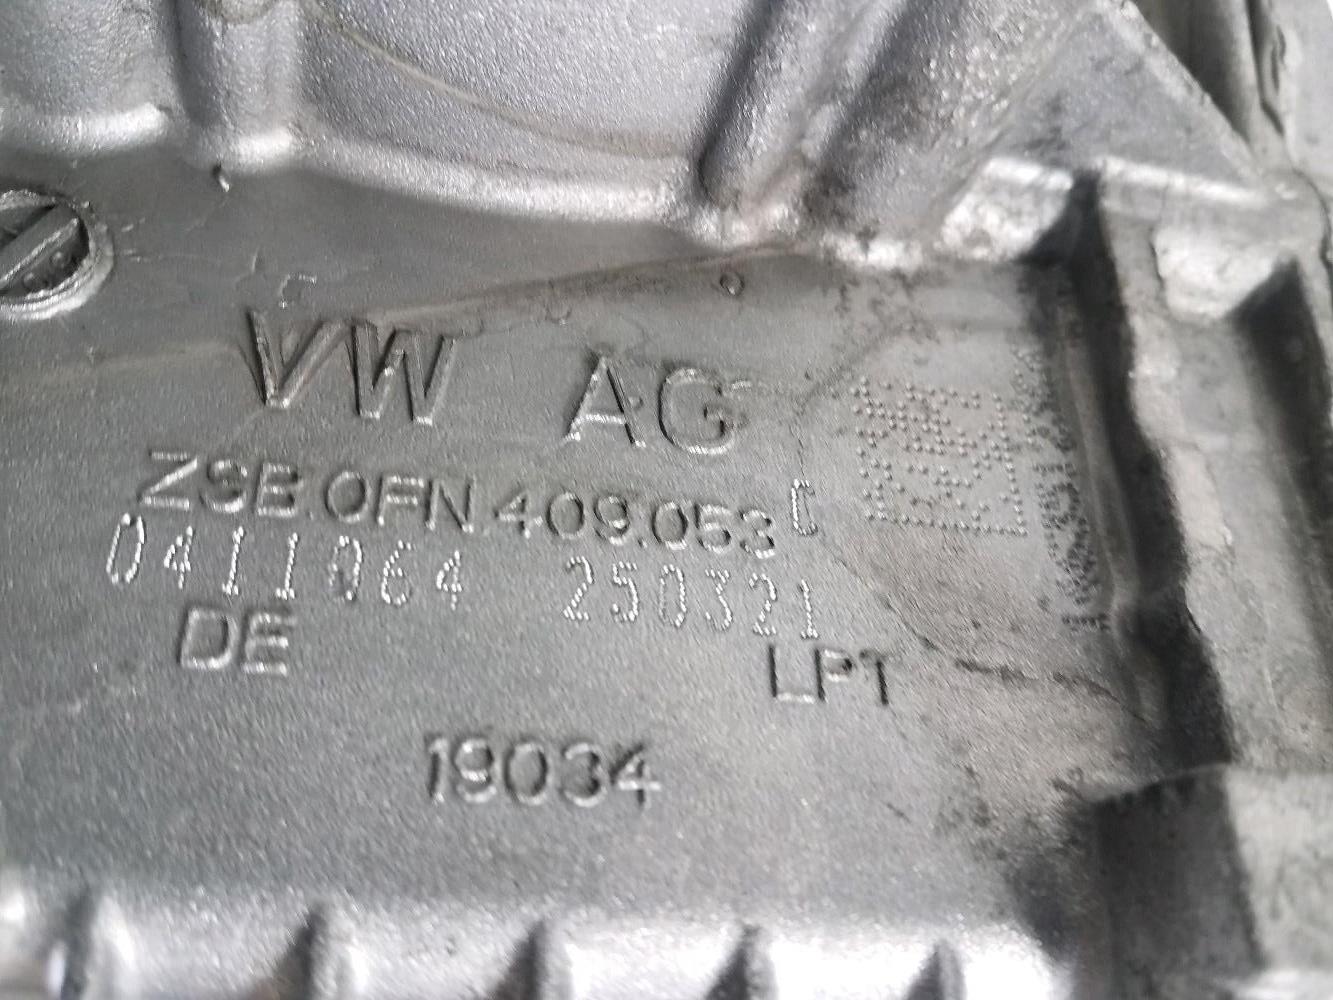 VW AG
ZSB.0FN.409.053 C
0411064 250321
DE LPT
19034